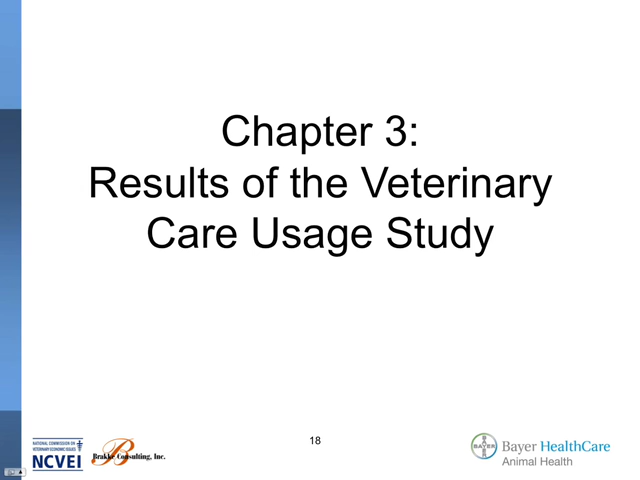 Chapter 3:
Results of the Veterinary
Care Usage Study
NATIONAL COMMISSION ON
VETERINARY ECONOMIC ISSUES
NCVEI
Brakke Consulting, Inc.
18
BAYER
Bayer HealthCare
Animal Health